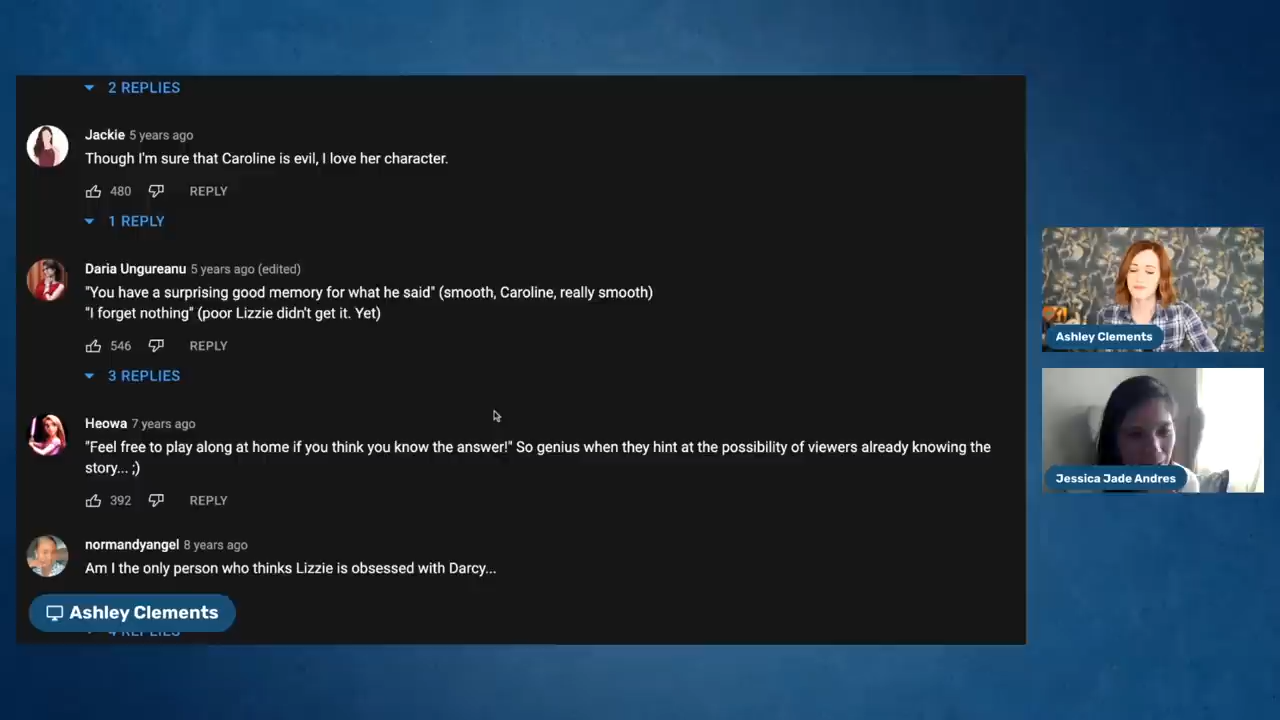 2 REPLIES
Jackie 5 years ago
Though I'm sure that Caroline is evil, I love her character.
480 REPLY
1 REPLY
Daria Ungureanu 5 years ago (edited)
"You have a surprising good memory for what he said" (smooth, Caroline, really smooth)
"I forget nothing" (poor Lizzie didn't get it. Yet)
546 REPLY
3 REPLIES
Heowa 7 years ago
"Feel free to play along at home if you think you know the answer!" So genius when they hint at the possibility of viewers already knowing the
story... ;)
392 REPLY
normandyangel 8 years ago
Am I the only person who thinks Lizzie is obsessed with Darcy...
Ashley Clements
4 REPLIES
Ashley Clements
Jessica Jade Andres